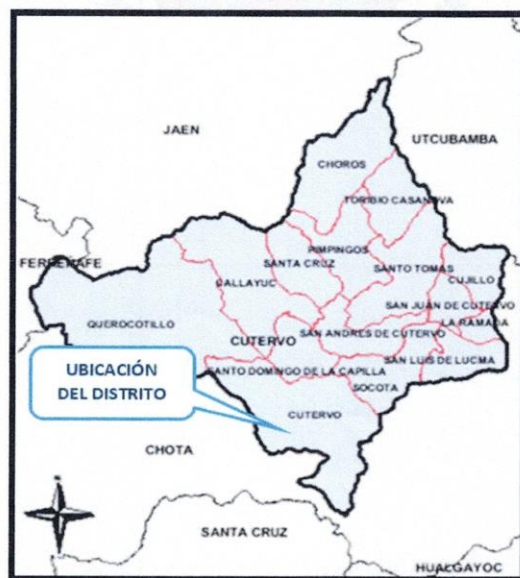 JAEN
UTCUBAMBA
CHOROS
TORIBIO CASANOVA
PIMPINGOS
FERREÑAFE
SANTA CRUZ
SANTO TOMAS
CUJILLO
CALLAYUC
SAN JUAN DE CUTERVO
QUEROCOTILLO
LA RAMADA
CUTERVO
SAN ANDRES DE CUTERVO
UBICACIÓN
DEL DISTRITO
SAN LUIS DE LUCMA
SANTO DOMINGO DE LA CAPILLA
SOCOTA
CUTERVO
CHOTA
SANTA CRUZ
HUALGAYOC